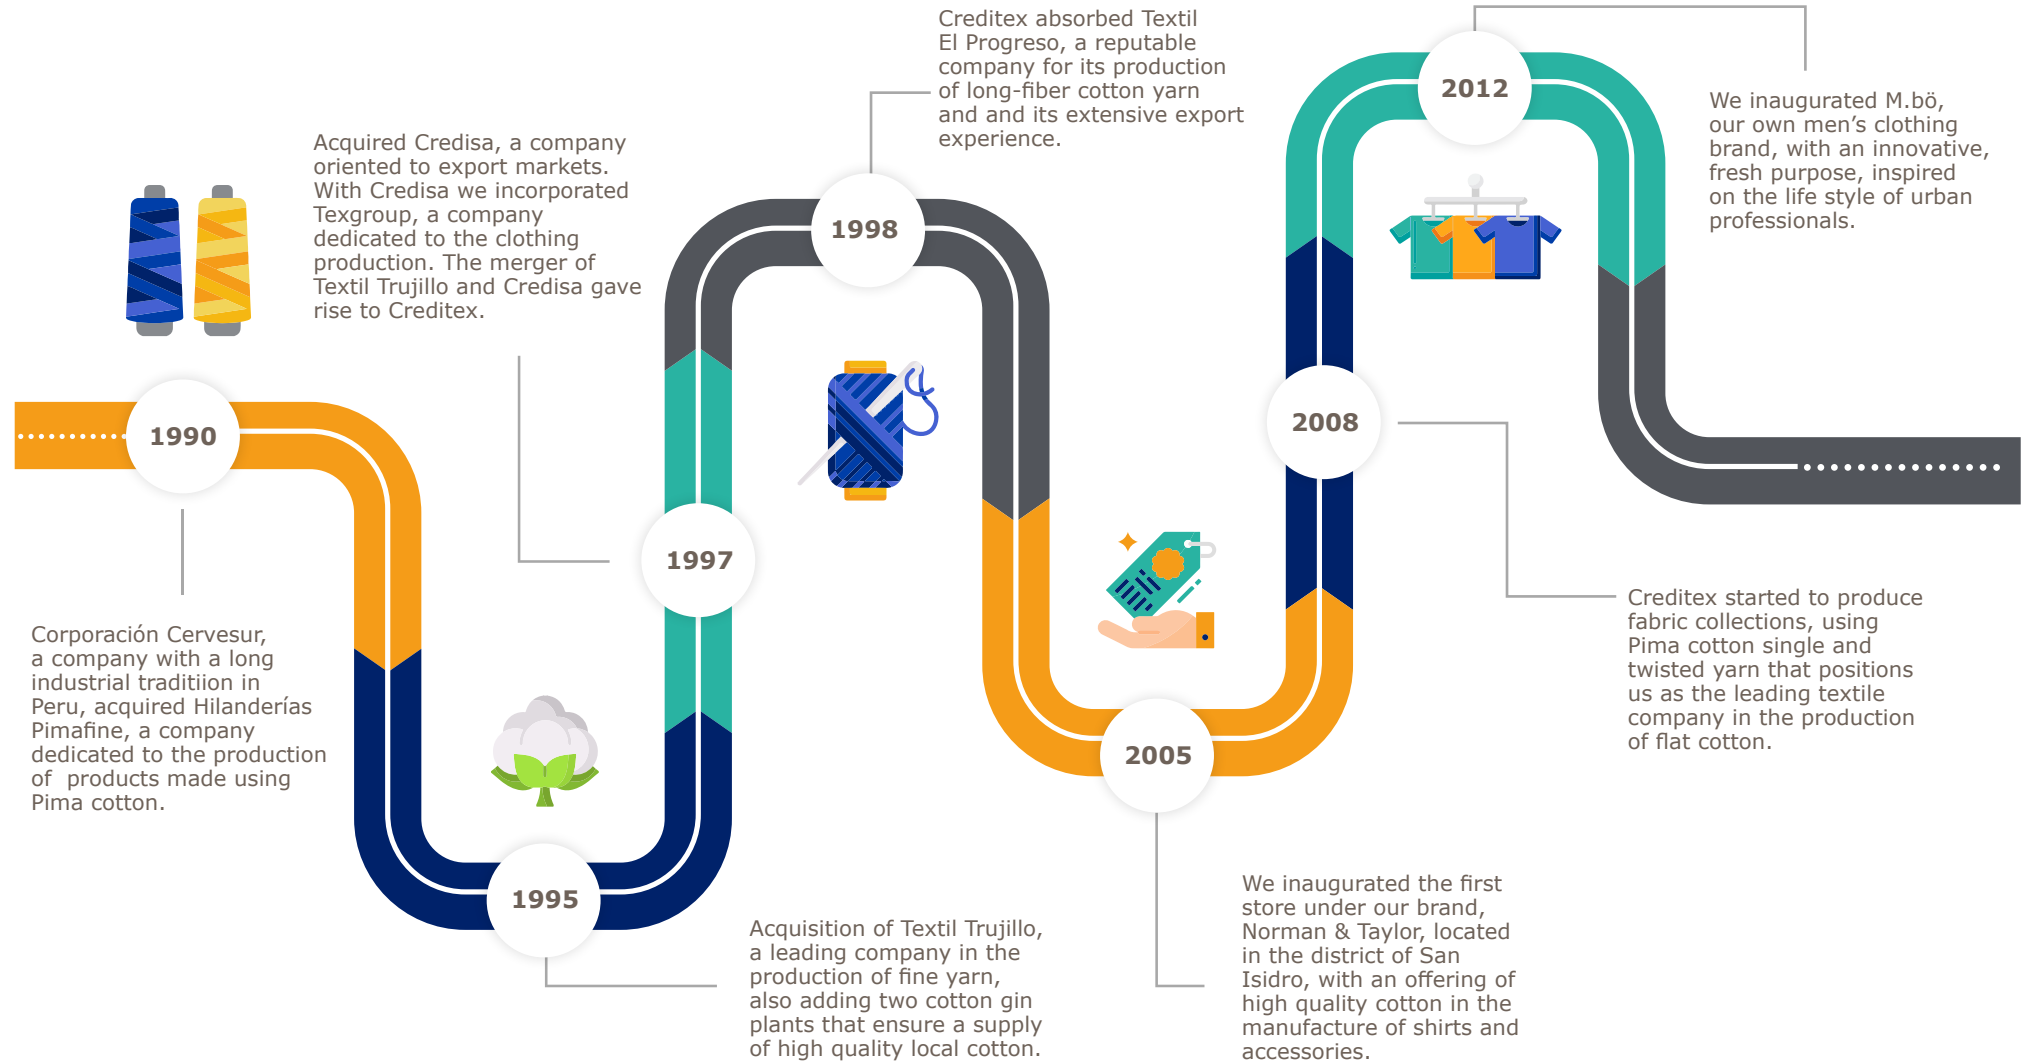 1990
Corporación Cervesur,
a company with a long
industrial traditiion in
Peru, acquired Hilanderías
Pimafine, a company
dedicated to the production
of  products made using
Pima cotton.
1995
Acquisition of Textil Trujillo,
a leading company in the
production of fine yarn,
also adding two cotton gin
plants that ensure a supply
of high quality local cotton.
1997
Acquired Credisa, a company
oriented to export markets.
With Credisa we incorporated
Texgroup, a company
dedicated to the clothing
production. The merger of
Textil Trujillo and Credisa gave
rise to Creditex.
1998
Creditex absorbed Textil
El Progreso, a reputable
company for its production
of long-fiber cotton yarn
and and its extensive export
experience.
2005
We inaugurated the first
store under our brand,
Norman & Taylor, located
in the district of San
Isidro, with an offering of
high quality cotton in the
manufacture of shirts and
accessories.
2008
Creditex started to produce
fabric collections, using
Pima cotton single and
twisted yarn that positions
us as the leading textile
company in the production
of flat cotton.
2012
We inaugurated M.bö,
our own men’s clothing
brand, with an innovative,
fresh purpose, inspired
on the life style of urban
professionals.